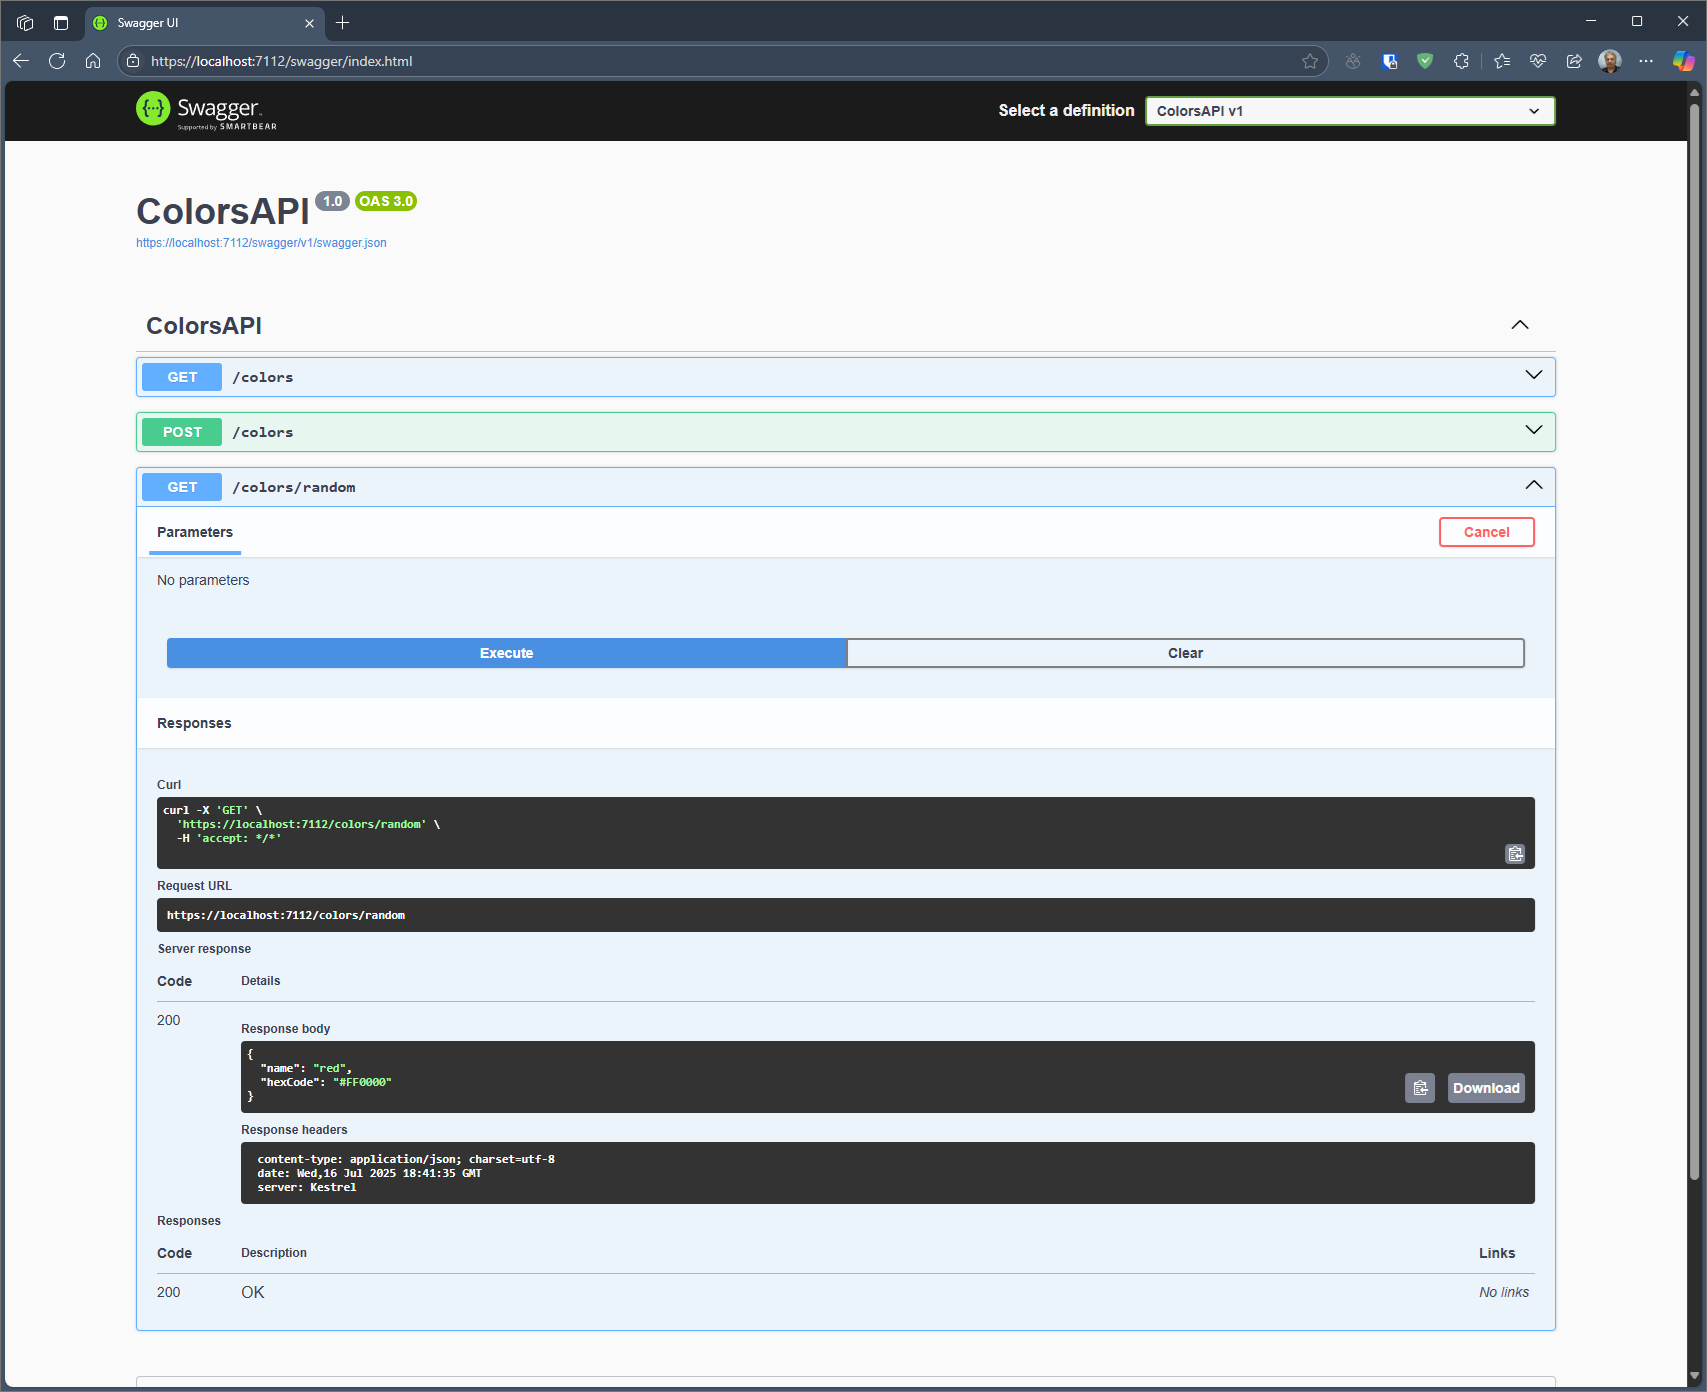 Swagger UI
https://localhost:7112/swagger/index.html
Swagger.
Supported by SMARTBEAR
Select a definition
ColorsAPI v1
ColorsAPI 1.0 OAS 3.0
https://localhost:7112/swagger/v1/swagger.json
ColorsAPI
GET /colors
POST /colors
GET /colors/random
Parameters
Cancel
No parameters
Execute
Clear
Responses
Curl
curl -X 'GET' \
'https://localhost:7112/colors/random' \
-H 'accept: */*'
Request URL
https://localhost:7112/colors/random
Server response
Code Details
200
Response body
{
"name": "red",
"hexCode": "#FF0000"
}
Download
Response headers
content-type: application/json; charset=utf-8
date: Wed,16 Jul 2025 18:41:35 GMT
server: Kestrel
Responses
Code Description Links
200 OK No links